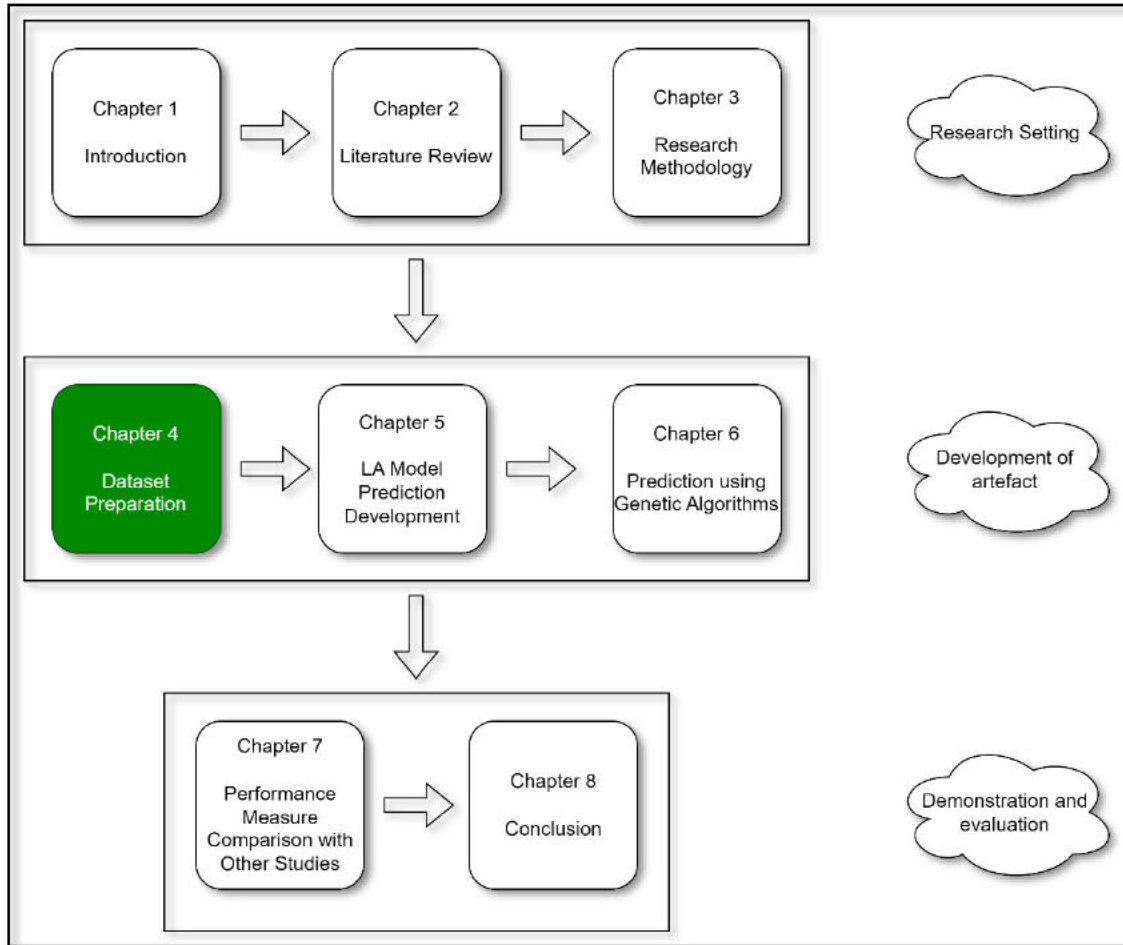 Chapter 1
Introduction
Chapter 2
Literature Review
Chapter 3
Research
Methodology
Research Setting
Chapter 4
Dataset
Preparation
Chapter 5
LA Model
Prediction
Development
Chapter 6
Prediction using
Genetic Algorithms
Development of
artefact
Chapter 7
Performance
Measure
Comparison with
Other Studies
Chapter 8
Conclusion
Demonstration and
evaluation